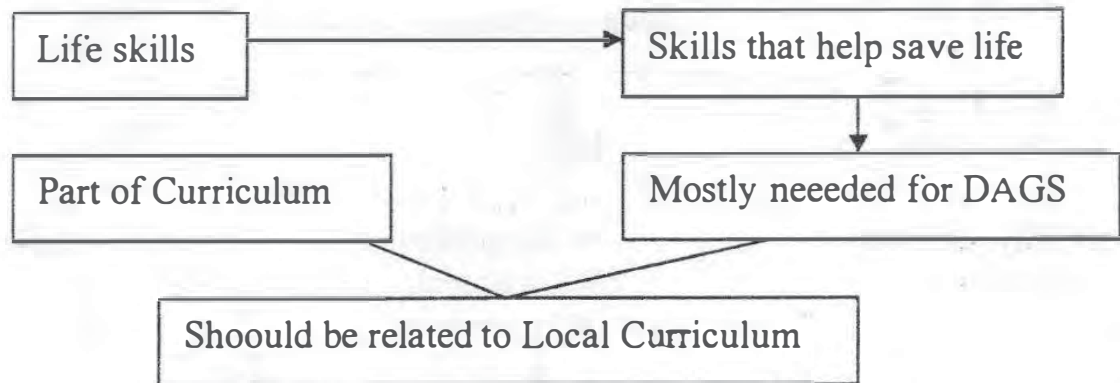 Life skills
Skills that help save life
Part of Curriculum
Mostly neeeded for DAGS
Shoould be related to Local Curriculum